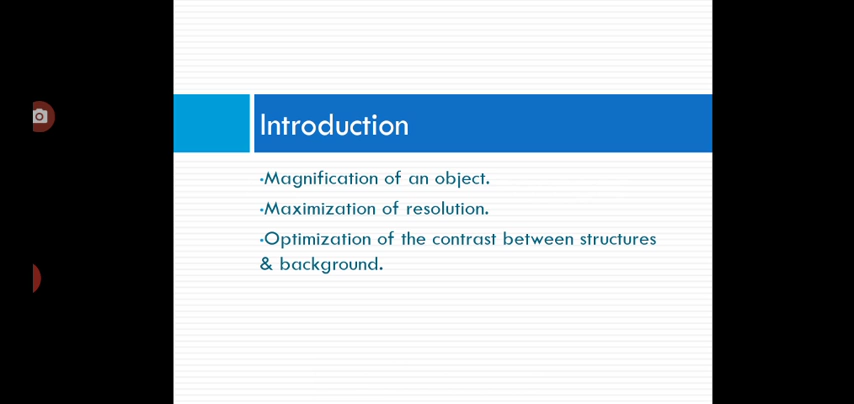 Introduction
•Magnification of an object.
•Maximization of resolution.
•Optimization of the contrast between structures
& background.